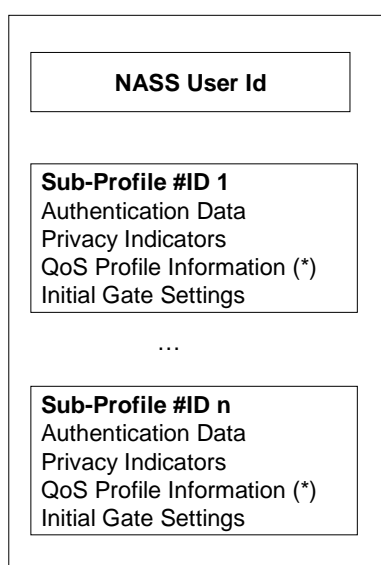 NASS User Id
Sub-Profile #ID 1
Authentication Data
Privacy Indicators
QoS Profile Information (*)
Initial Gate Settings
…
Sub-Profile #ID n
Authentication Data
Privacy Indicators
QoS Profile Information (*)
Initial Gate Settings